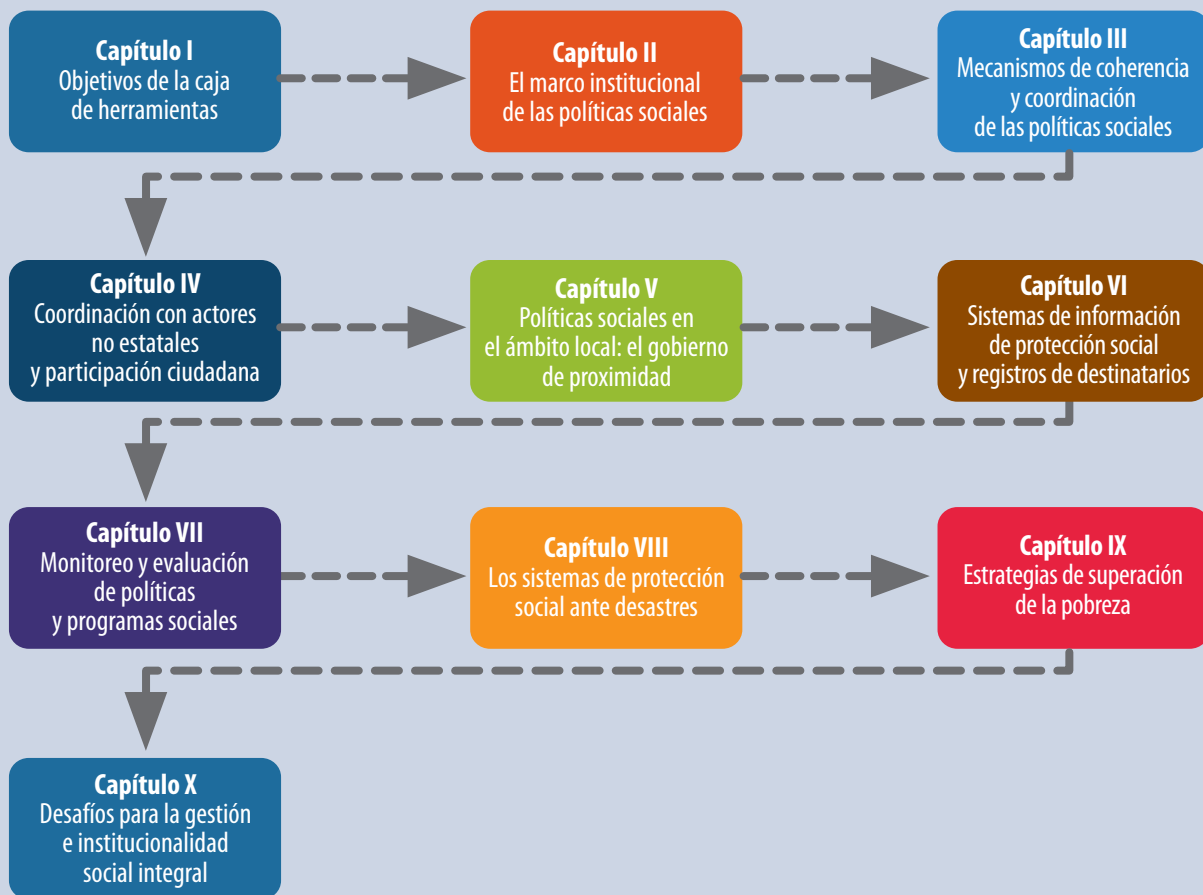 Capítulo I
Objetivos de la caja
de herramientas
Capítulo II
El marco institucional
de las políticas sociales
Capítulo III
Mecanismos de coherencia
y coordinación
de las políticas sociales
Capítulo IV
Coordinación con actores
no estatales
y participación ciudadana
Capítulo V
Políticas sociales en
el ámbito local: el gobierno
de proximidad
Capítulo VI
Sistemas de información
de protección social
y registros de destinatarios
Capítulo VII
Monitoreo y evaluación
de políticas
y programas sociales
Capítulo VIII
Los sistemas de protección
social ante desastres
Capítulo IX
Estrategias de superación
de la pobreza
Capítulo X
Desafíos para la gestión
e institucionalidad
social integral